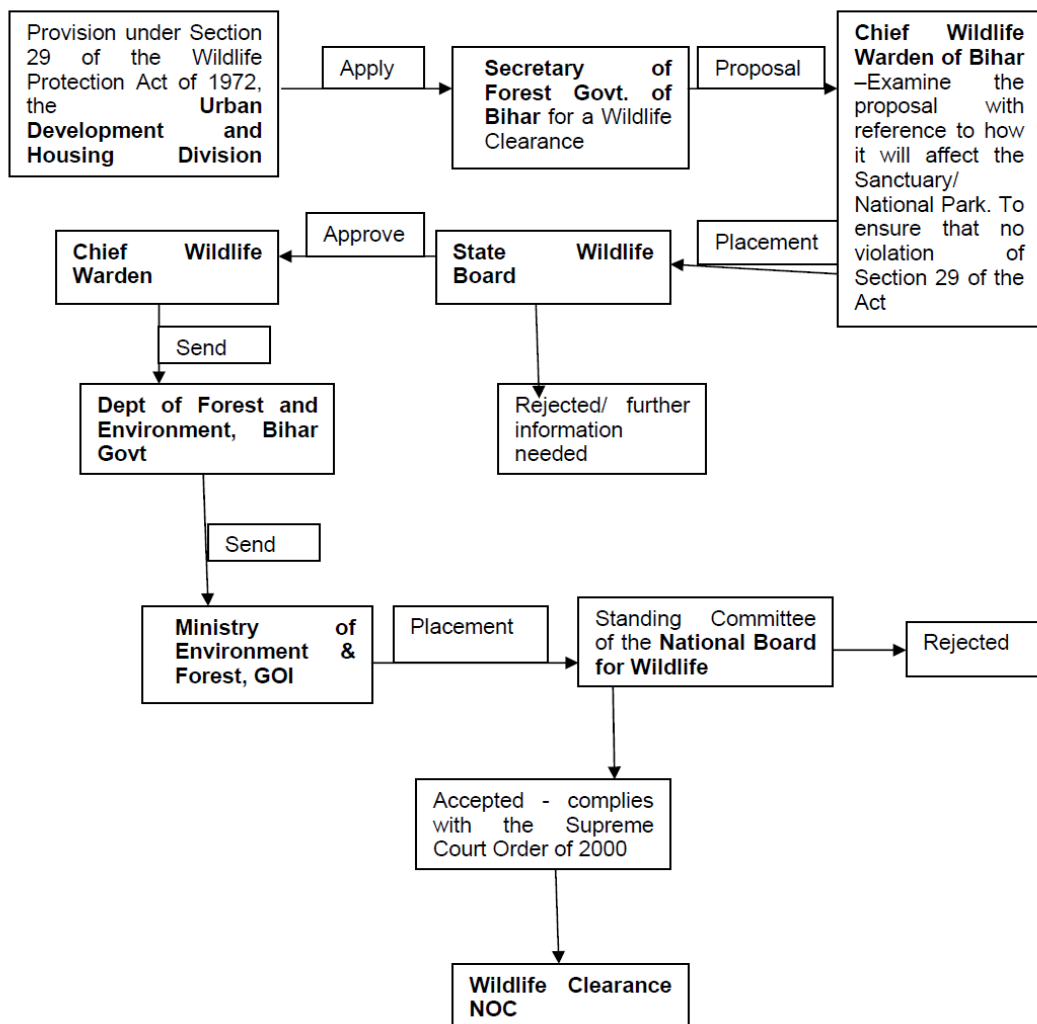 Provision under Section
29 of the Wildlife
Protection Act of 1972,
the Urban
Development and
Housing Division
Apply
Secretary of
Forest Govt. of
Bihar for a Wildlife
Clearance
Proposal
Chief Wildlife
Warden of Bihar
–Examine the
proposal with
reference to how
it will affect the
Sanctuary/
National Park. To
ensure that no
violation of
Section 29 of the
Act
Placement
State Wildlife
Board
Approve
Chief Wildlife
Warden
Rejected/ further
information
needed
Send
Dept of Forest and
Environment, Bihar
Govt
Send
Ministry of
Environment &
Forest, GOI
Placement
Standing Committee
of the National Board
for Wildlife
Rejected
Accepted - complies
with the Supreme
Court Order of 2000
Wildlife Clearance
NOC